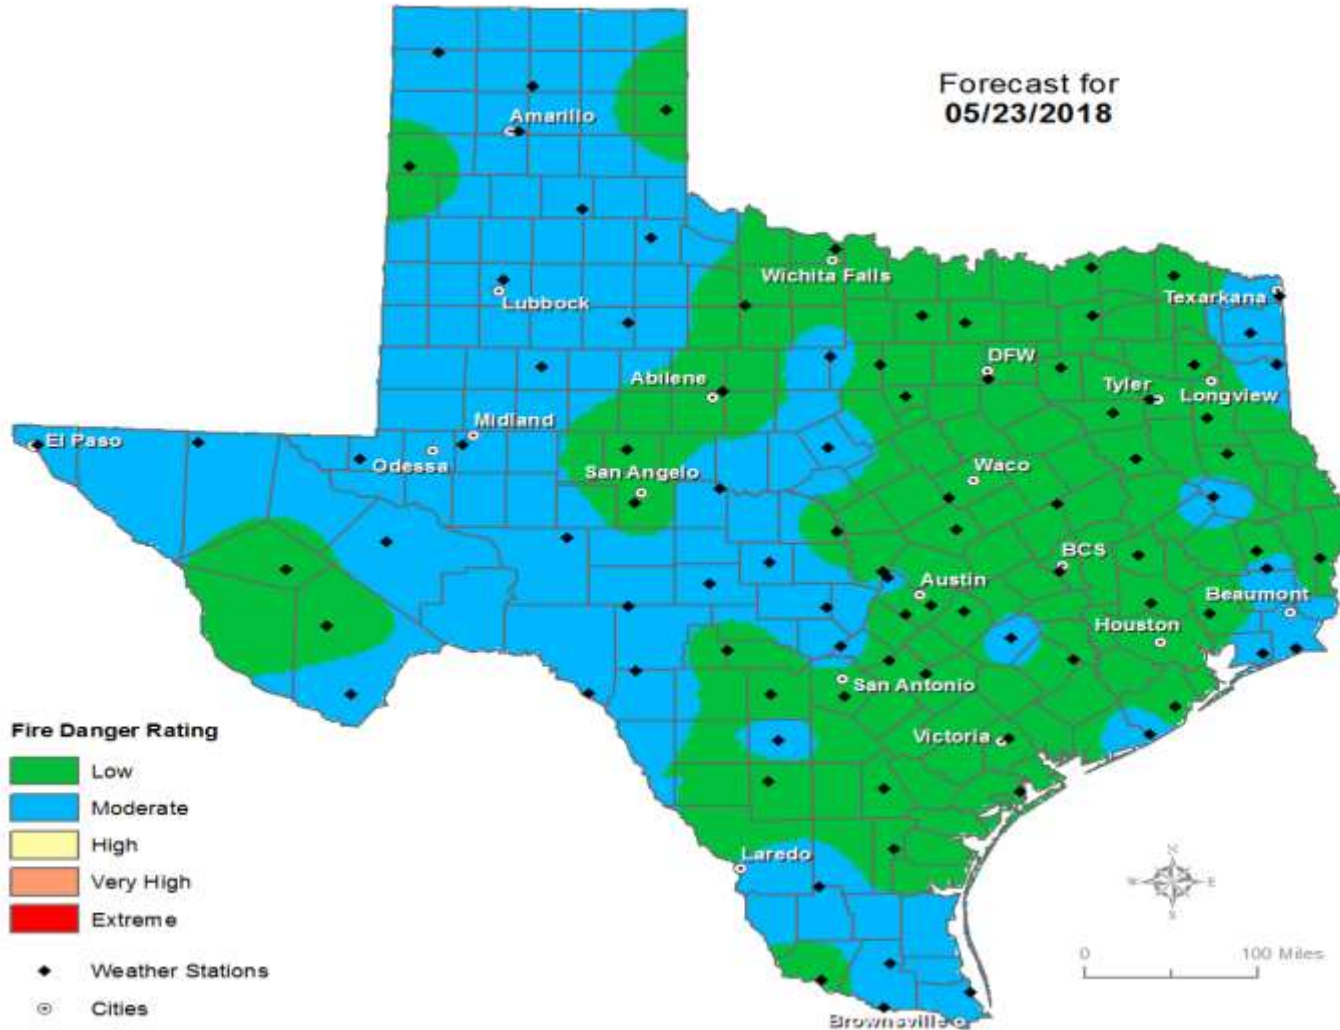 Forecast for
05/23/2018
Amarillo
Wichita Falls
Lubbock
Texarkana
DFW
Abilene
Tyler
Longview
Midland
El Paso
Odessa
San Angelo
Waco
BCS
Austin
Beaumont
Houston
San Antonio
Victoria
Laredo
Brownsville
Fire Danger Rating
Low
Moderate
High
Very High
Extreme
Weather Stations
Cities
N
W E
S
0 100 Miles